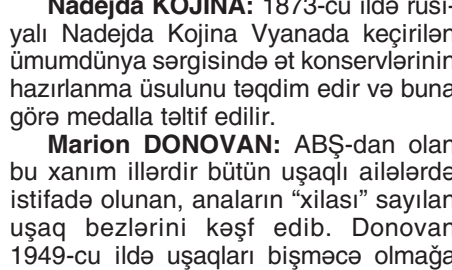 Nadejda KOJİNA: 1873-cü ildə rusi-
yalı Nadejda Kojina Vyanada keçirilən
ümumdünya sərgisində ət konservlərinin
hazırlanma üsulunu təqdim edir və buna
görə medalla təltif edilir.
Marion DONOVAN: ABŞ-dan olan
bu xanım illərdir bütün uşaqlı ailələrdə
istifadə olunan, anaların “xilası” sayılan
uşaq bezlərini kəşf edib. Donovan
1949-cu ildə uşaqları bişməcə olmağa